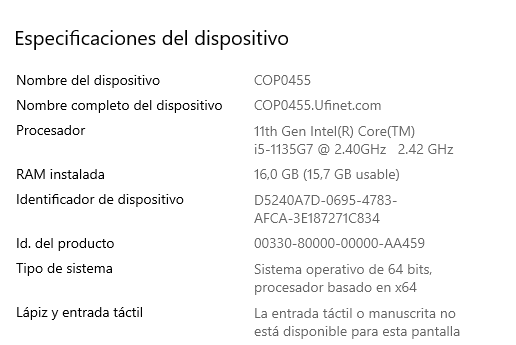 Especificaciones del dispositivo
Nombre del dispositivo COP0455
Nombre completo del dispositivo COP0455.Ufinet.com
Procesador 11th Gen Intel(R) Core(TM)
i5-1135G7 @ 2.40GHz 2.42 GHz
RAM instalada 16,0 GB (15,7 GB usable)
Identificador de dispositivo D5240A7D-0695-4783-
AFCA-3E187271C834
Id. del producto 00330-80000-00000-AA459
Tipo de sistema Sistema operativo de 64 bits,
procesador basado en x64
Lápiz y entrada táctil La entrada táctil o manuscrita no
está disponible para esta pantalla